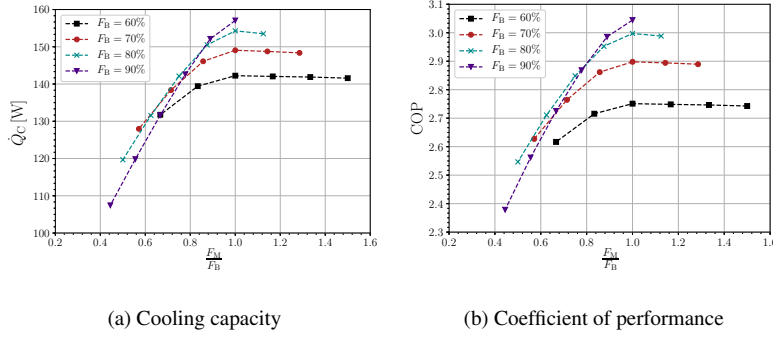 160
150
140
130
120
110
100
Q̇_C [W]
F_B = 60%
F_B = 70%
F_B = 80%
F_B = 90%
0.2 0.4 0.6 0.8 1.0 1.2 1.4 1.6
F_M
F_B
(a) Cooling capacity
3.1
3.0
2.9
2.8
2.7
2.6
2.5
2.4
2.3
COP
F_B = 60%
F_B = 70%
F_B = 80%
F_B = 90%
0.2 0.4 0.6 0.8 1.0 1.2 1.4 1.6
F_M
F_B
(b) Coefficient of performance